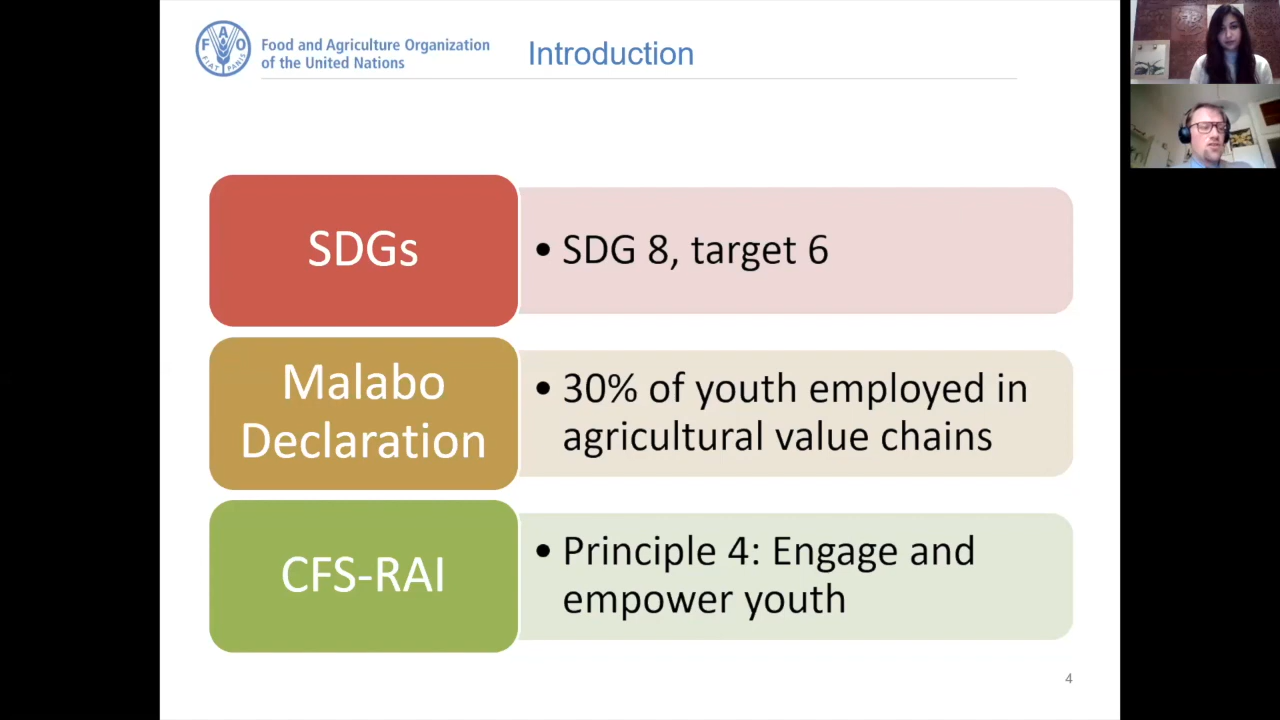 Food and Agriculture Organization
of the United Nations
Introduction
SDGs
• SDG 8, target 6
Malabo
Declaration
• 30% of youth employed in
agricultural value chains
CFS-RAI
• Principle 4: Engage and
empower youth
4